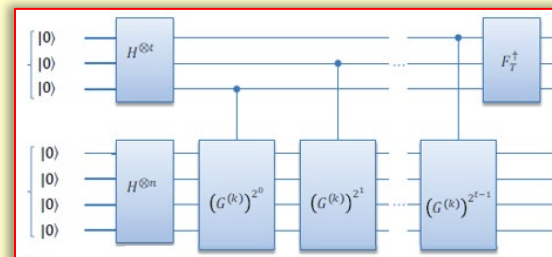 |0⟩
|0⟩
|0⟩
H^{⊗t}
...
F_T^†
|0⟩
|0⟩
|0⟩
|0⟩
H^{⊗n}
(G^{(k)})^{2^0}
(G^{(k)})^{2^1}
...
(G^{(k)})^{2^{t-1}}